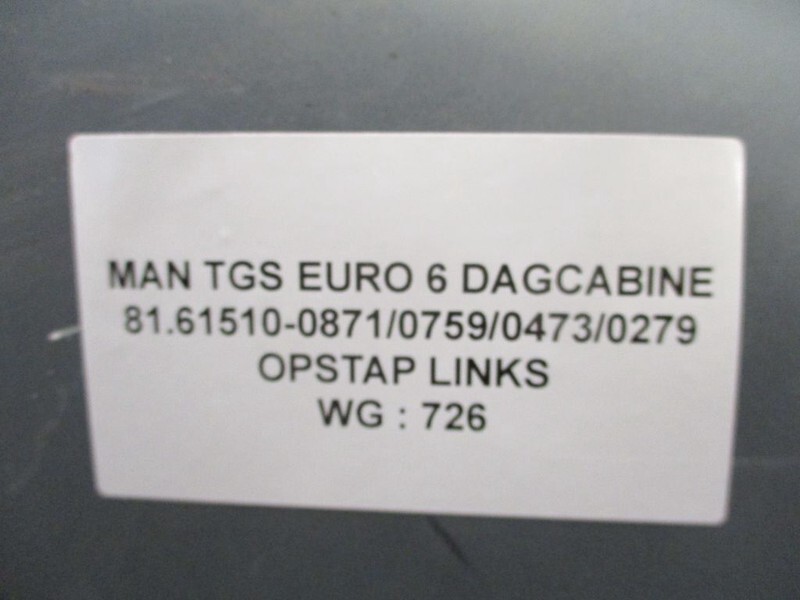 MAN TGS EURO 6 DAGCABINE
81.61510-0871/0759/0473/0279
OPSTAP LINKS
WG : 726